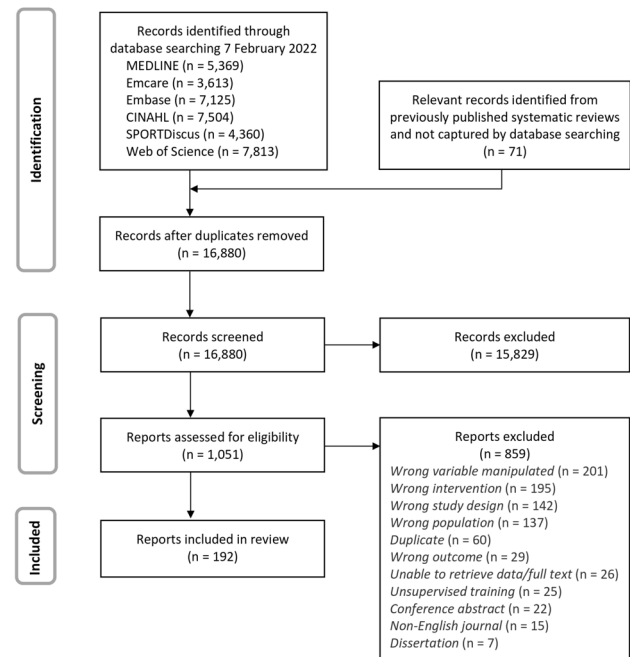 Identification
Records identified through
database searching 7 February 2022
MEDLINE (n = 5,369)
Emcare (n = 3,613)
Embase (n = 7,125)
CINAHL (n = 7,504)
SPORTDiscus (n = 4,360)
Web of Science (n = 7,813)
Relevant records identified from
previously published systematic reviews
and not captured by database searching
(n = 71)
Records after duplicates removed
(n = 16,880)
Screening
Records screened
(n = 16,880)
Records excluded
(n = 15,829)
Reports assessed for eligibility
(n = 1,051)
Reports excluded
(n = 859)
Wrong variable manipulated (n = 201)
Wrong intervention (n = 195)
Wrong study design (n = 142)
Wrong population (n = 137)
Duplicate (n = 60)
Wrong outcome (n = 29)
Unable to retrieve data/full text (n = 26)
Unsupervised training (n = 25)
Conference abstract (n = 22)
Non-English journal (n = 15)
Dissertation (n = 7)
Included
Reports included in review
(n = 192)